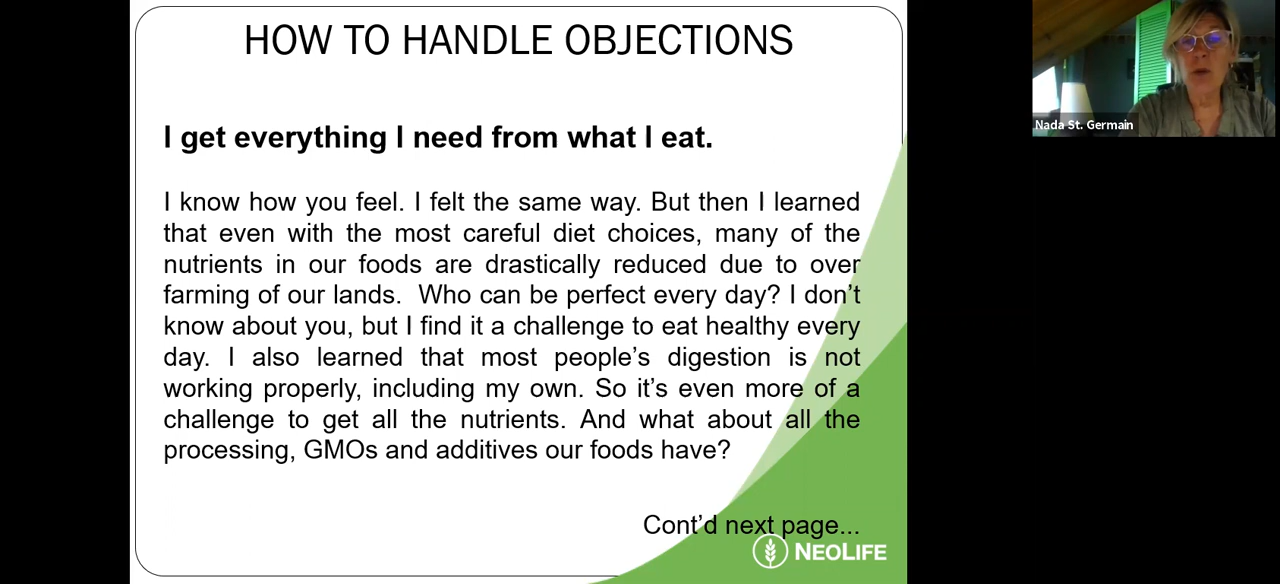 HOW TO HANDLE OBJECTIONS
I get everything I need from what I eat.
I know how you feel. I felt the same way. But then I learned
that even with the most careful diet choices, many of the
nutrients in our foods are drastically reduced due to over
farming of our lands.  Who can be perfect every day? I don’t
know about you, but I find it a challenge to eat healthy every
day. I also learned that most people’s digestion is not
working properly, including my own. So it’s even more of a
challenge to get all the nutrients. And what about all the
processing, GMOs and additives our foods have?
Cont’d next page...
NEOLIFE
Nada St. Germain